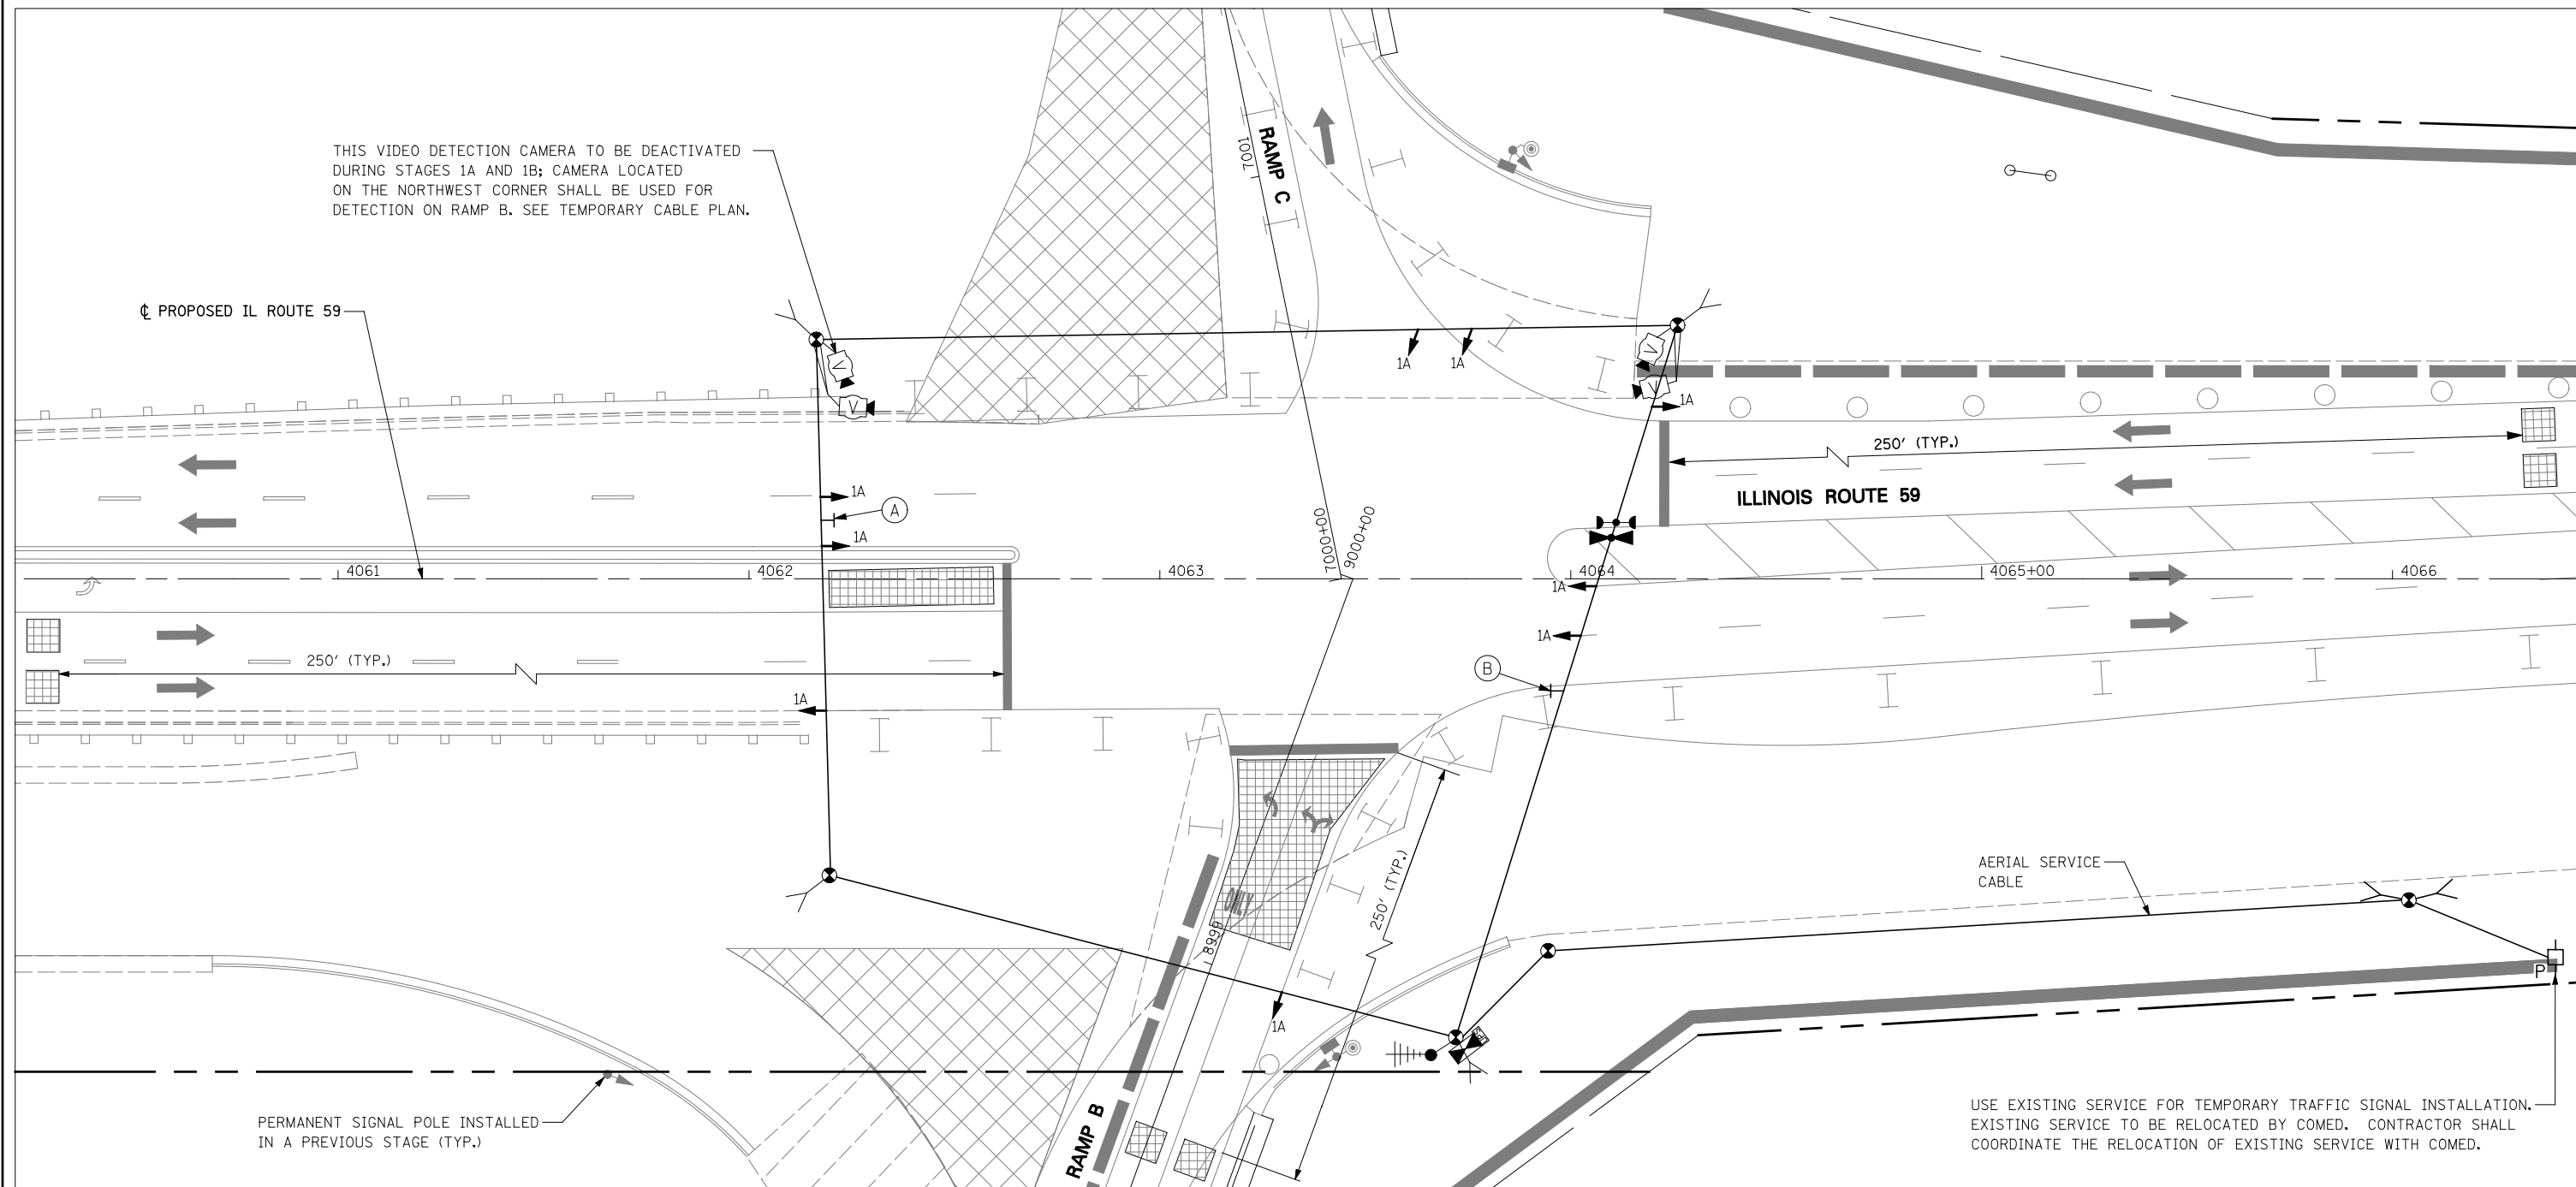 THIS VIDEO DETECTION CAMERA TO BE DEACTIVATED
DURING STAGES 1A AND 1B; CAMERA LOCATED
ON THE NORTHWEST CORNER SHALL BE USED FOR
DETECTION ON RAMP B. SEE TEMPORARY CABLE PLAN.
RAMP C
7001
℄ PROPOSED IL ROUTE 59
V
V
V
V
1A
1A
1A
250' (TYP.)
ILLINOIS ROUTE 59
1A
A
1A
7000+00
9000+00
4061
4062
4063
4064
4065+00
4066
1A
1A
250' (TYP.)
B
1A
250' (TYP.)
ONLY
8999
AERIAL SERVICE
CABLE
P
1A
UPS
RAMP B
PERMANENT SIGNAL POLE INSTALLED
IN A PREVIOUS STAGE (TYP.)
USE EXISTING SERVICE FOR TEMPORARY TRAFFIC SIGNAL INSTALLATION.
EXISTING SERVICE TO BE RELOCATED BY COMED. CONTRACTOR SHALL
COORDINATE THE RELOCATION OF EXISTING SERVICE WITH COMED.